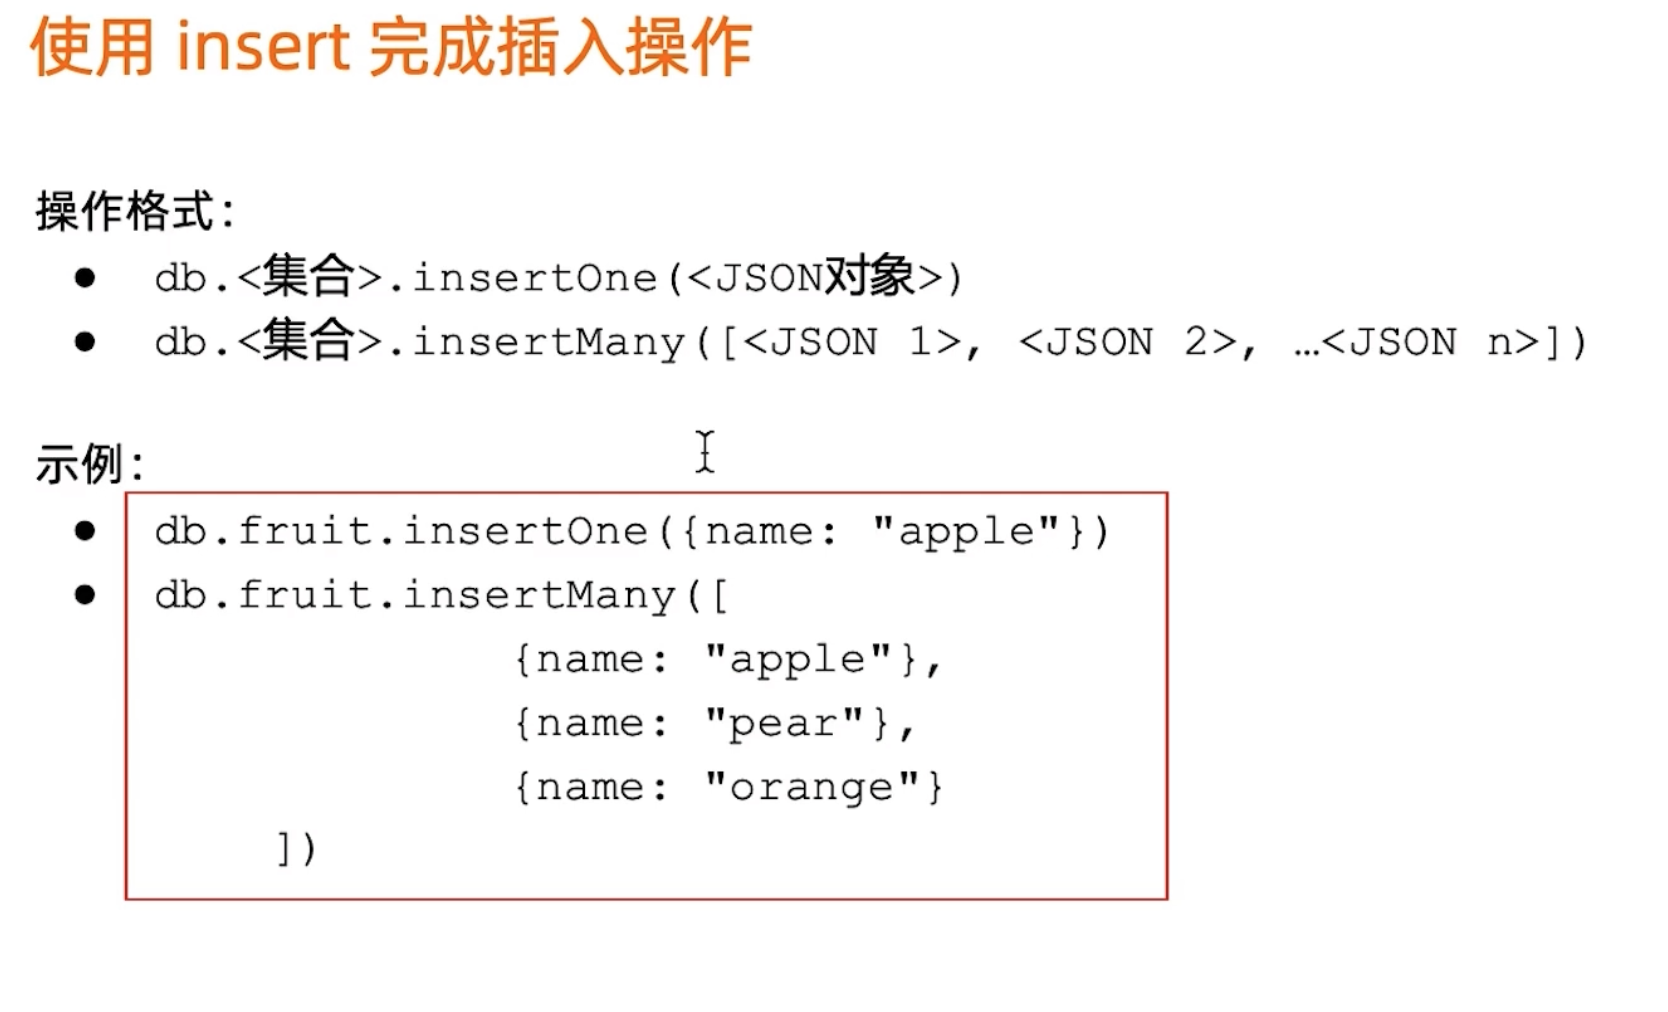 使用 insert 完成插入操作
操作格式：
● db.<集合>.insertOne(<JSON对象>)
● db.<集合>.insertMany([<JSON 1>, <JSON 2>, …<JSON n>])
示例：
● db.fruit.insertOne({name: "apple"})
● db.fruit.insertMany([
{name: "apple"},
{name: "pear"},
{name: "orange"}
])